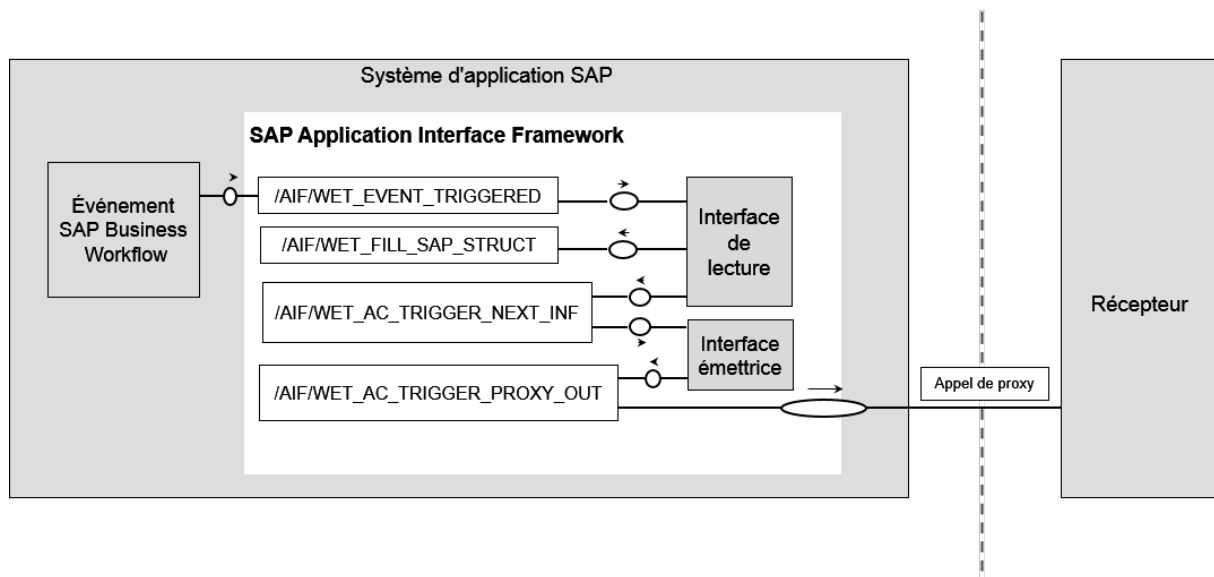 Système d'application SAP
SAP Application Interface Framework
Événement
SAP Business
Workflow
/AIF/WET_EVENT_TRIGGERED
/AIF/WET_FILL_SAP_STRUCT
/AIF/WET_AC_TRIGGER_NEXT_INF
/AIF/WET_AC_TRIGGER_PROXY_OUT
Interface
de
lecture
Interface
émettrice
Appel de proxy
Récepteur